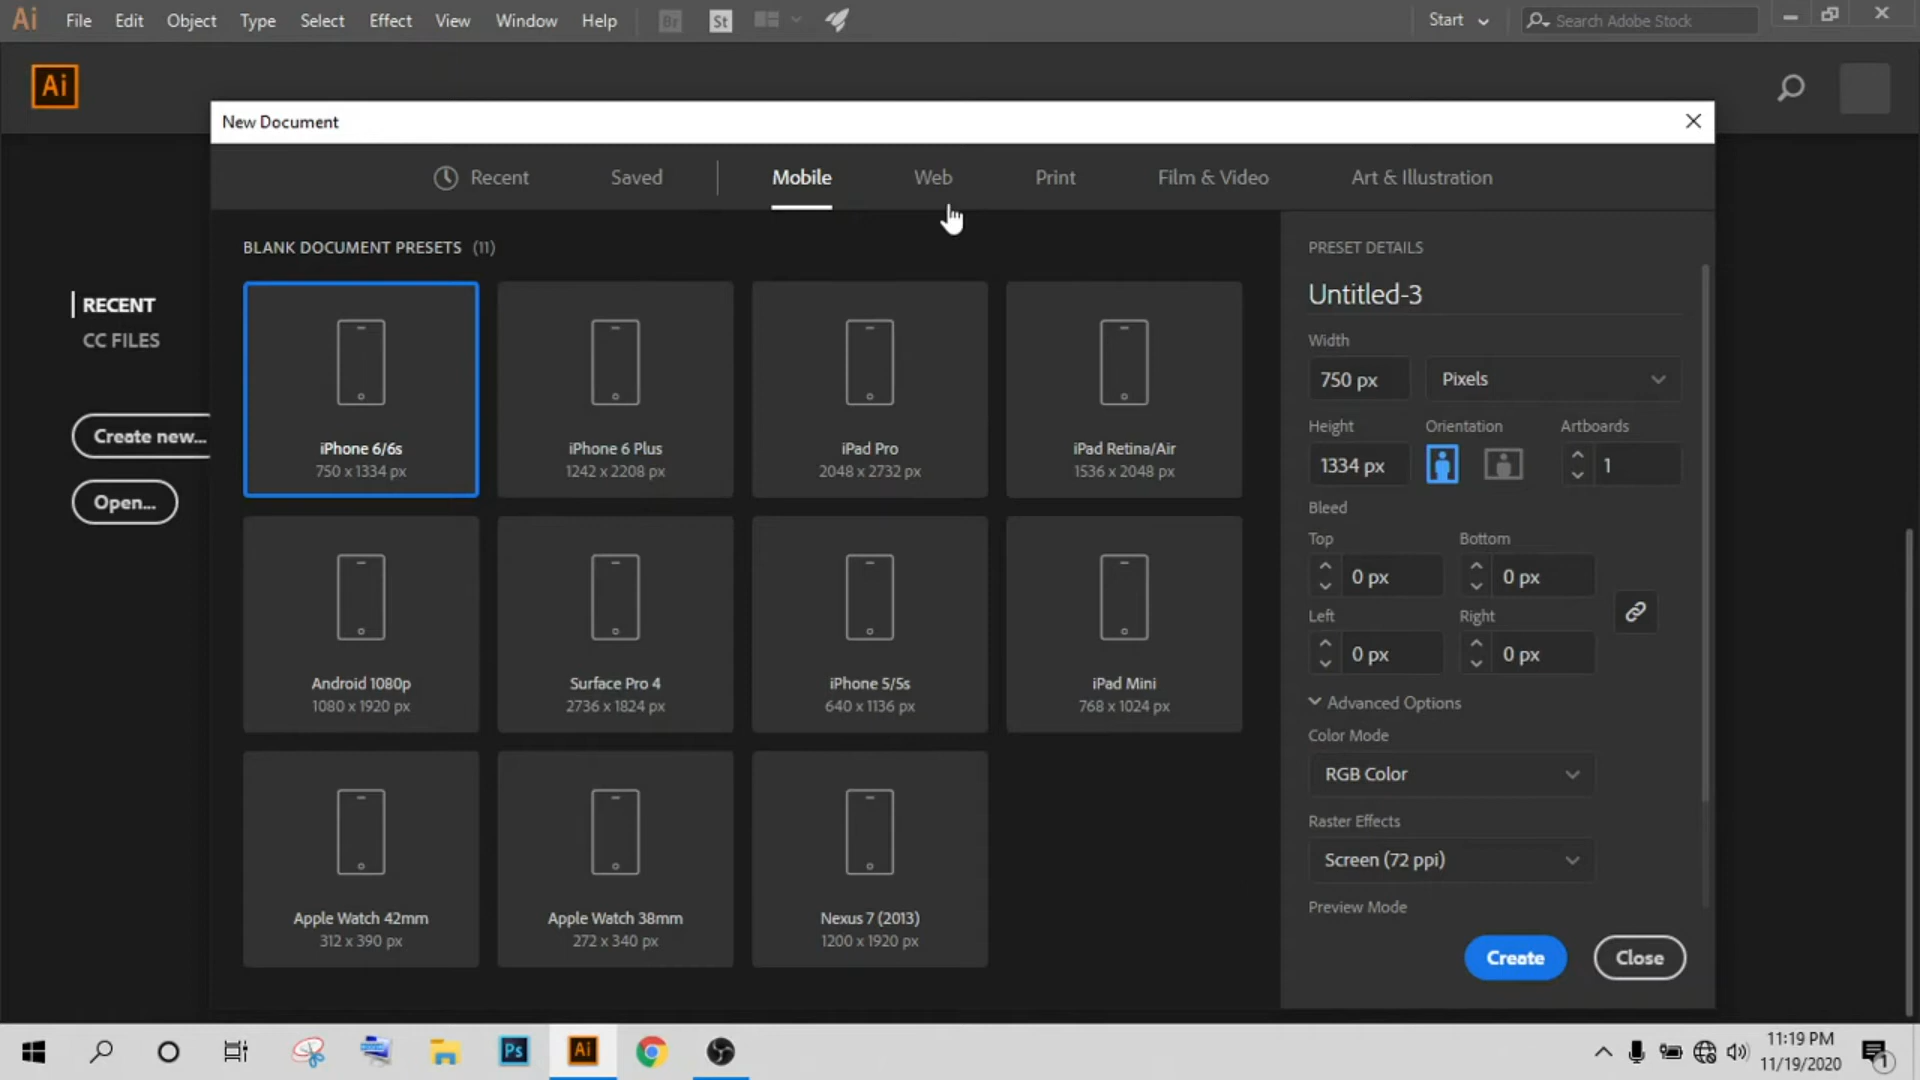 Ai File Edit Object Type Select Effect View Window Help Br St Start Search Adobe Stock
Ai
New Document
Recent Saved Mobile Web Print Film & Video Art & Illustration
BLANK DOCUMENT PRESETS (11)
RECENT
CC FILES
Create new...
Open...
iPhone 6/6s
750 x 1334 px
iPhone 6 Plus
1242 x 2208 px
iPad Pro
2048 x 2732 px
iPad Retina/Air
1536 x 2048 px
Android 1080p
1080 x 1920 px
Surface Pro 4
2736 x 1824 px
iPhone 5/5s
640 x 1136 px
iPad Mini
768 x 1024 px
Apple Watch 42mm
312 x 390 px
Apple Watch 38mm
272 x 340 px
Nexus 7 (2013)
1200 x 1920 px
PRESET DETAILS
Untitled-3
Width
750 px Pixels
Height Orientation Artboards
1334 px 1
Bleed
Top Bottom
0 px 0 px
Left Right
0 px 0 px
Advanced Options
Color Mode
RGB Color
Raster Effects
Screen (72 ppi)
Preview Mode
Create Close
Ps Ai
11:19 PM
11/19/2020
1